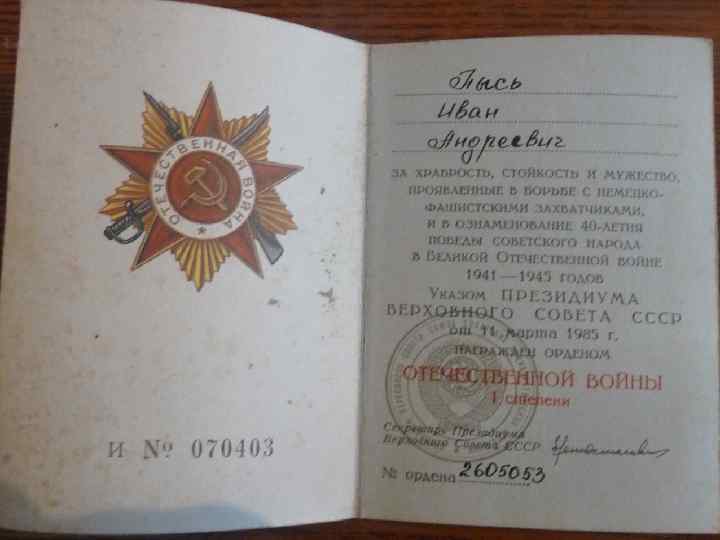 ОТЕЧЕСТВЕННАЯ ВОЙНА
И № 070403
Пысь
Иван
Андреевич
ЗА ХРАБРОСТЬ, СТОЙКОСТЬ И МУЖЕСТВО,
ПРОЯВЛЕННЫЕ В БОРЬБЕ С НЕМЕЦКО-
ФАШИСТСКИМИ ЗАХВАТЧИКАМИ,
И В ОЗНАМЕНОВАНИЕ 40-ЛЕТИЯ
ПОБЕДЫ СОВЕТСКОГО НАРОДА
В ВЕЛИКОЙ ОТЕЧЕСТВЕННОЙ ВОЙНЕ
1941—1945 ГОДОВ
УКАЗОМ ПРЕЗИДИУМА
ВЕРХОВНОГО СОВЕТА СССР
от 11 марта 1985 г.
НАГРАЖДЕН ОРДЕНОМ
ОТЕЧЕСТВЕННОЙ ВОЙНЫ
I степени
Секретарь Президиума
Верховного Совета СССР
№ ордена 2605053